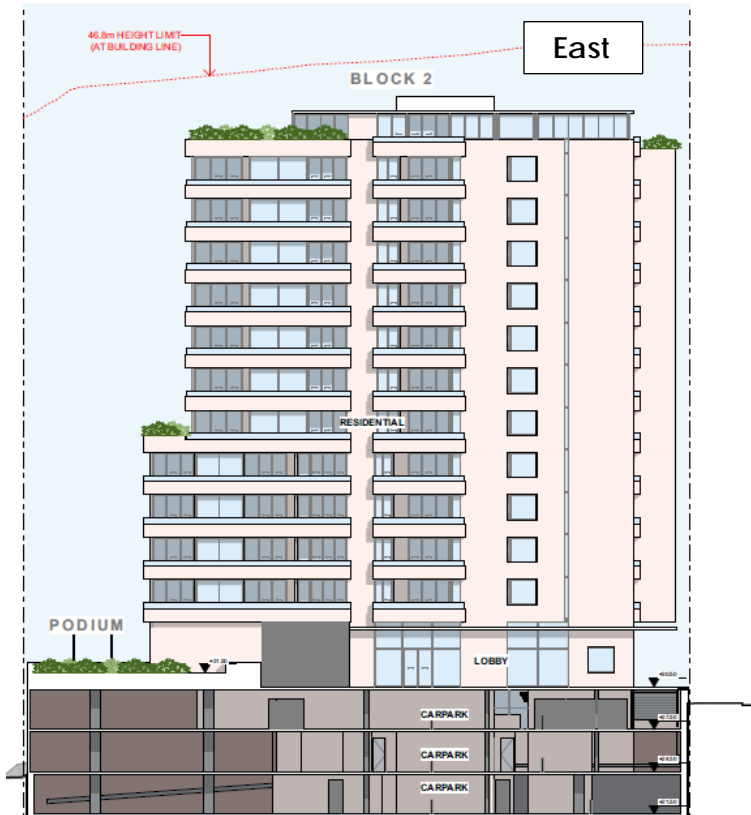 46.8m HEIGHT LIMIT
(AT BUILDING LINE)
East
BLOCK 2
RESIDENTIAL
PODIUM
LOBBY
CARPARK
CARPARK
CARPARK